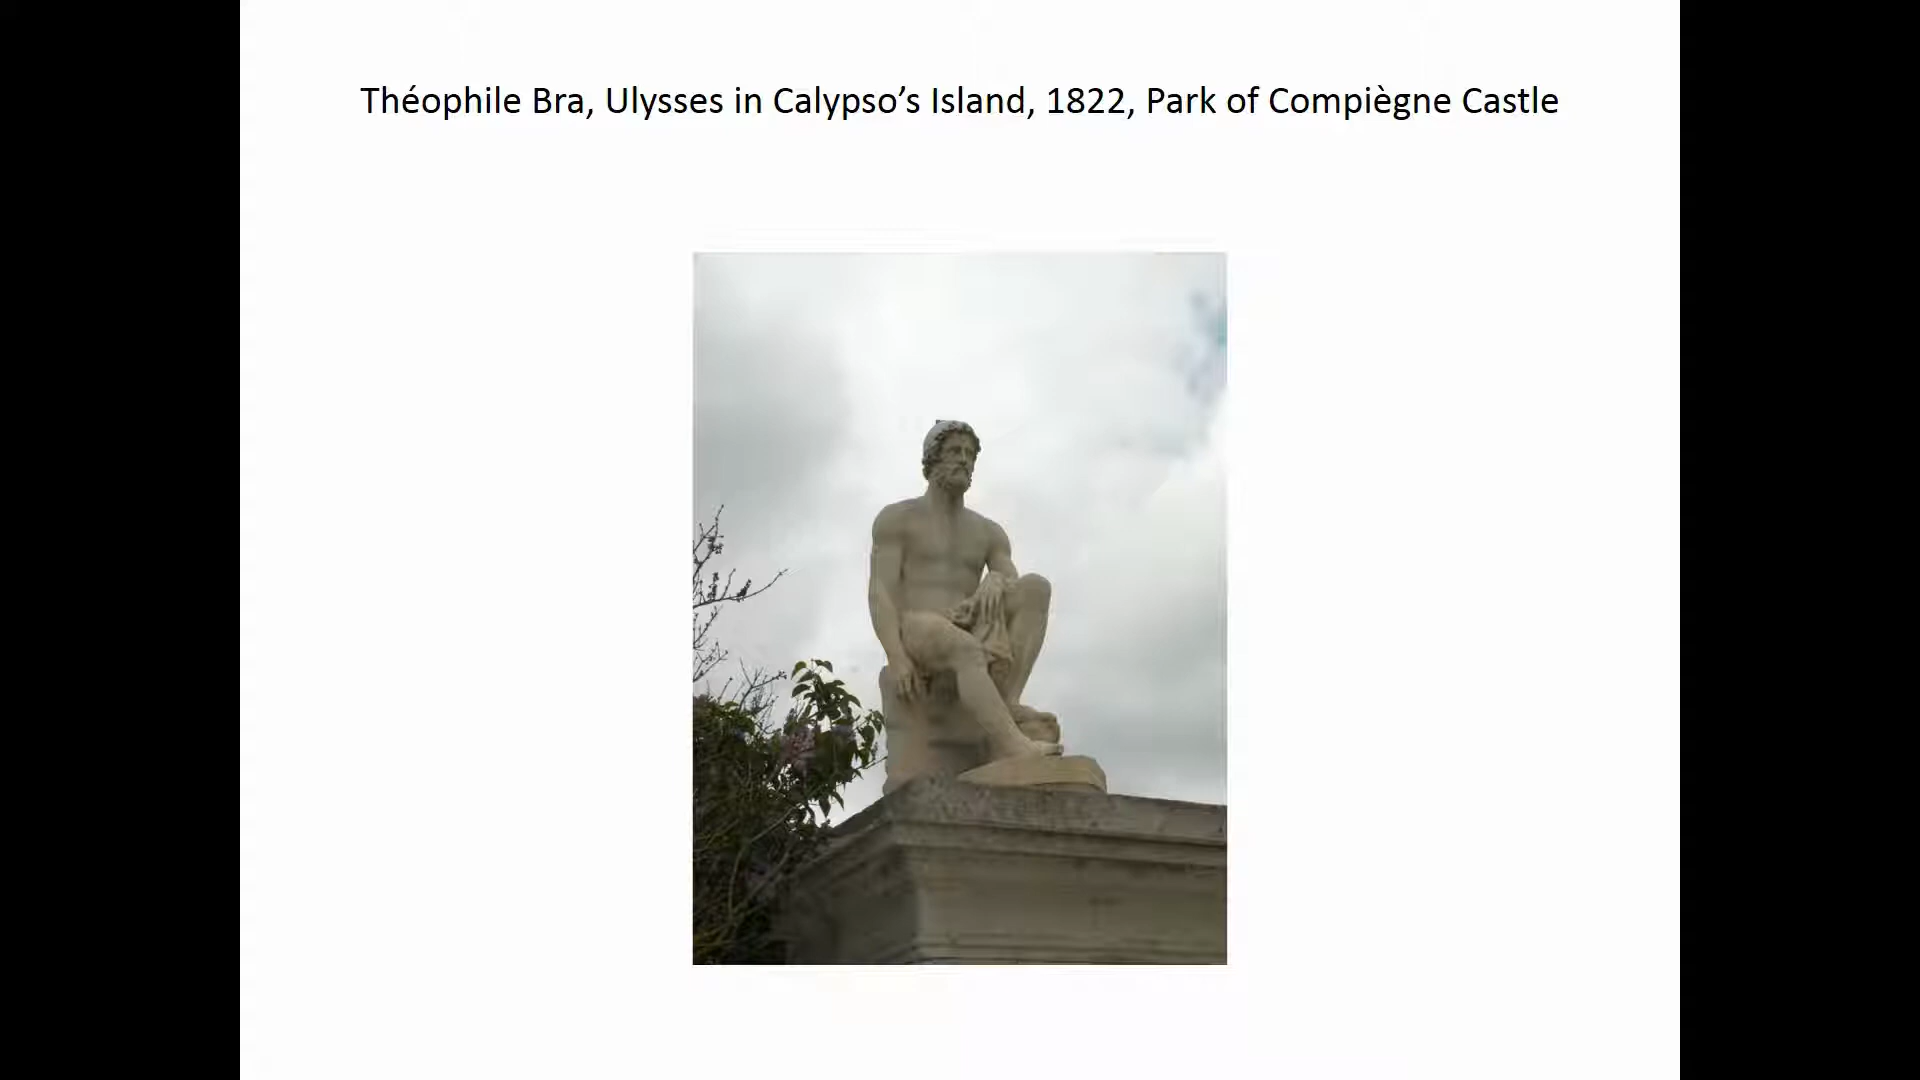 Théophile Bra, Ulysses in Calypso’s Island, 1822, Park of Compiègne Castle